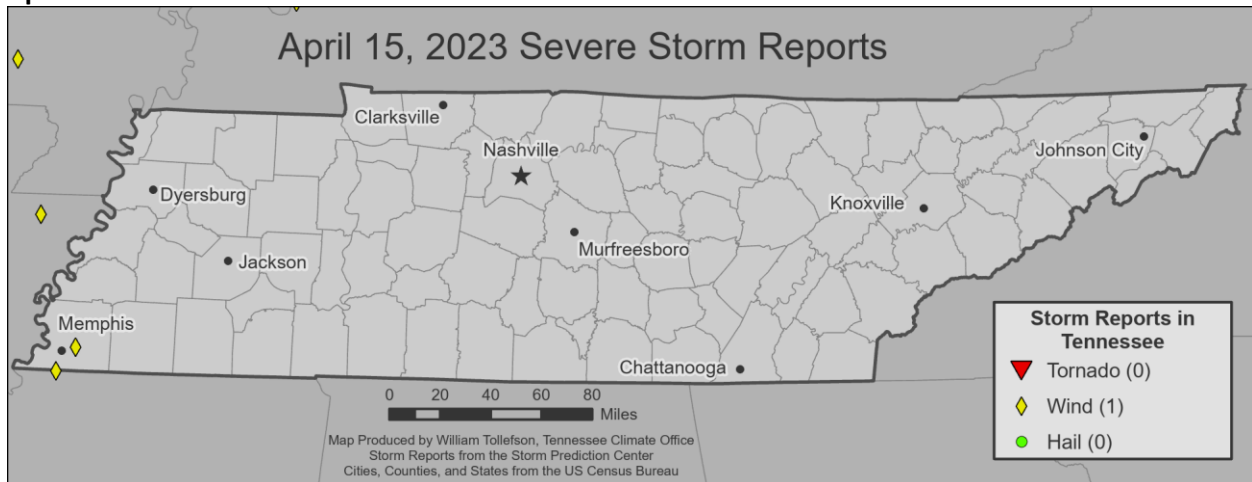 April 15, 2023 Severe Storm Reports
Clarksville
Nashville
Johnson City
Dyersburg
Knoxville
Murfreesboro
Jackson
Memphis
Chattanooga
0 20 40 60 80
Miles
Map Produced by William Tollefson, Tennessee Climate Office
Storm Reports from the Storm Prediction Center
Cities, Counties, and States from the US Census Bureau
Storm Reports in
Tennessee
Tornado (0)
Wind (1)
Hail (0)